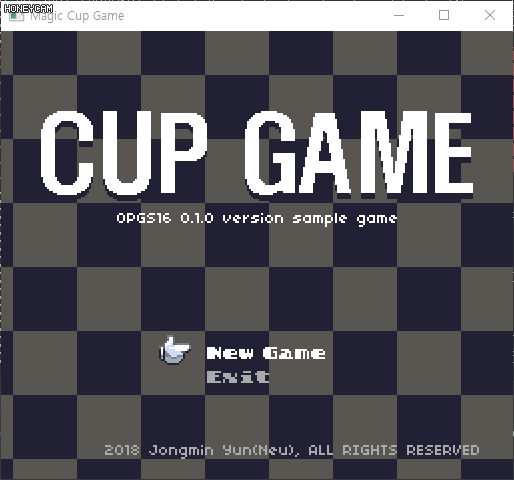 HONEYCAM
Magic Cup Game
CUP GAME
OPGS16 0.1.0 version sample game
New Game
Exit
2018 Jongmin Yun(Neu), ALL RIGHTS RESERVED